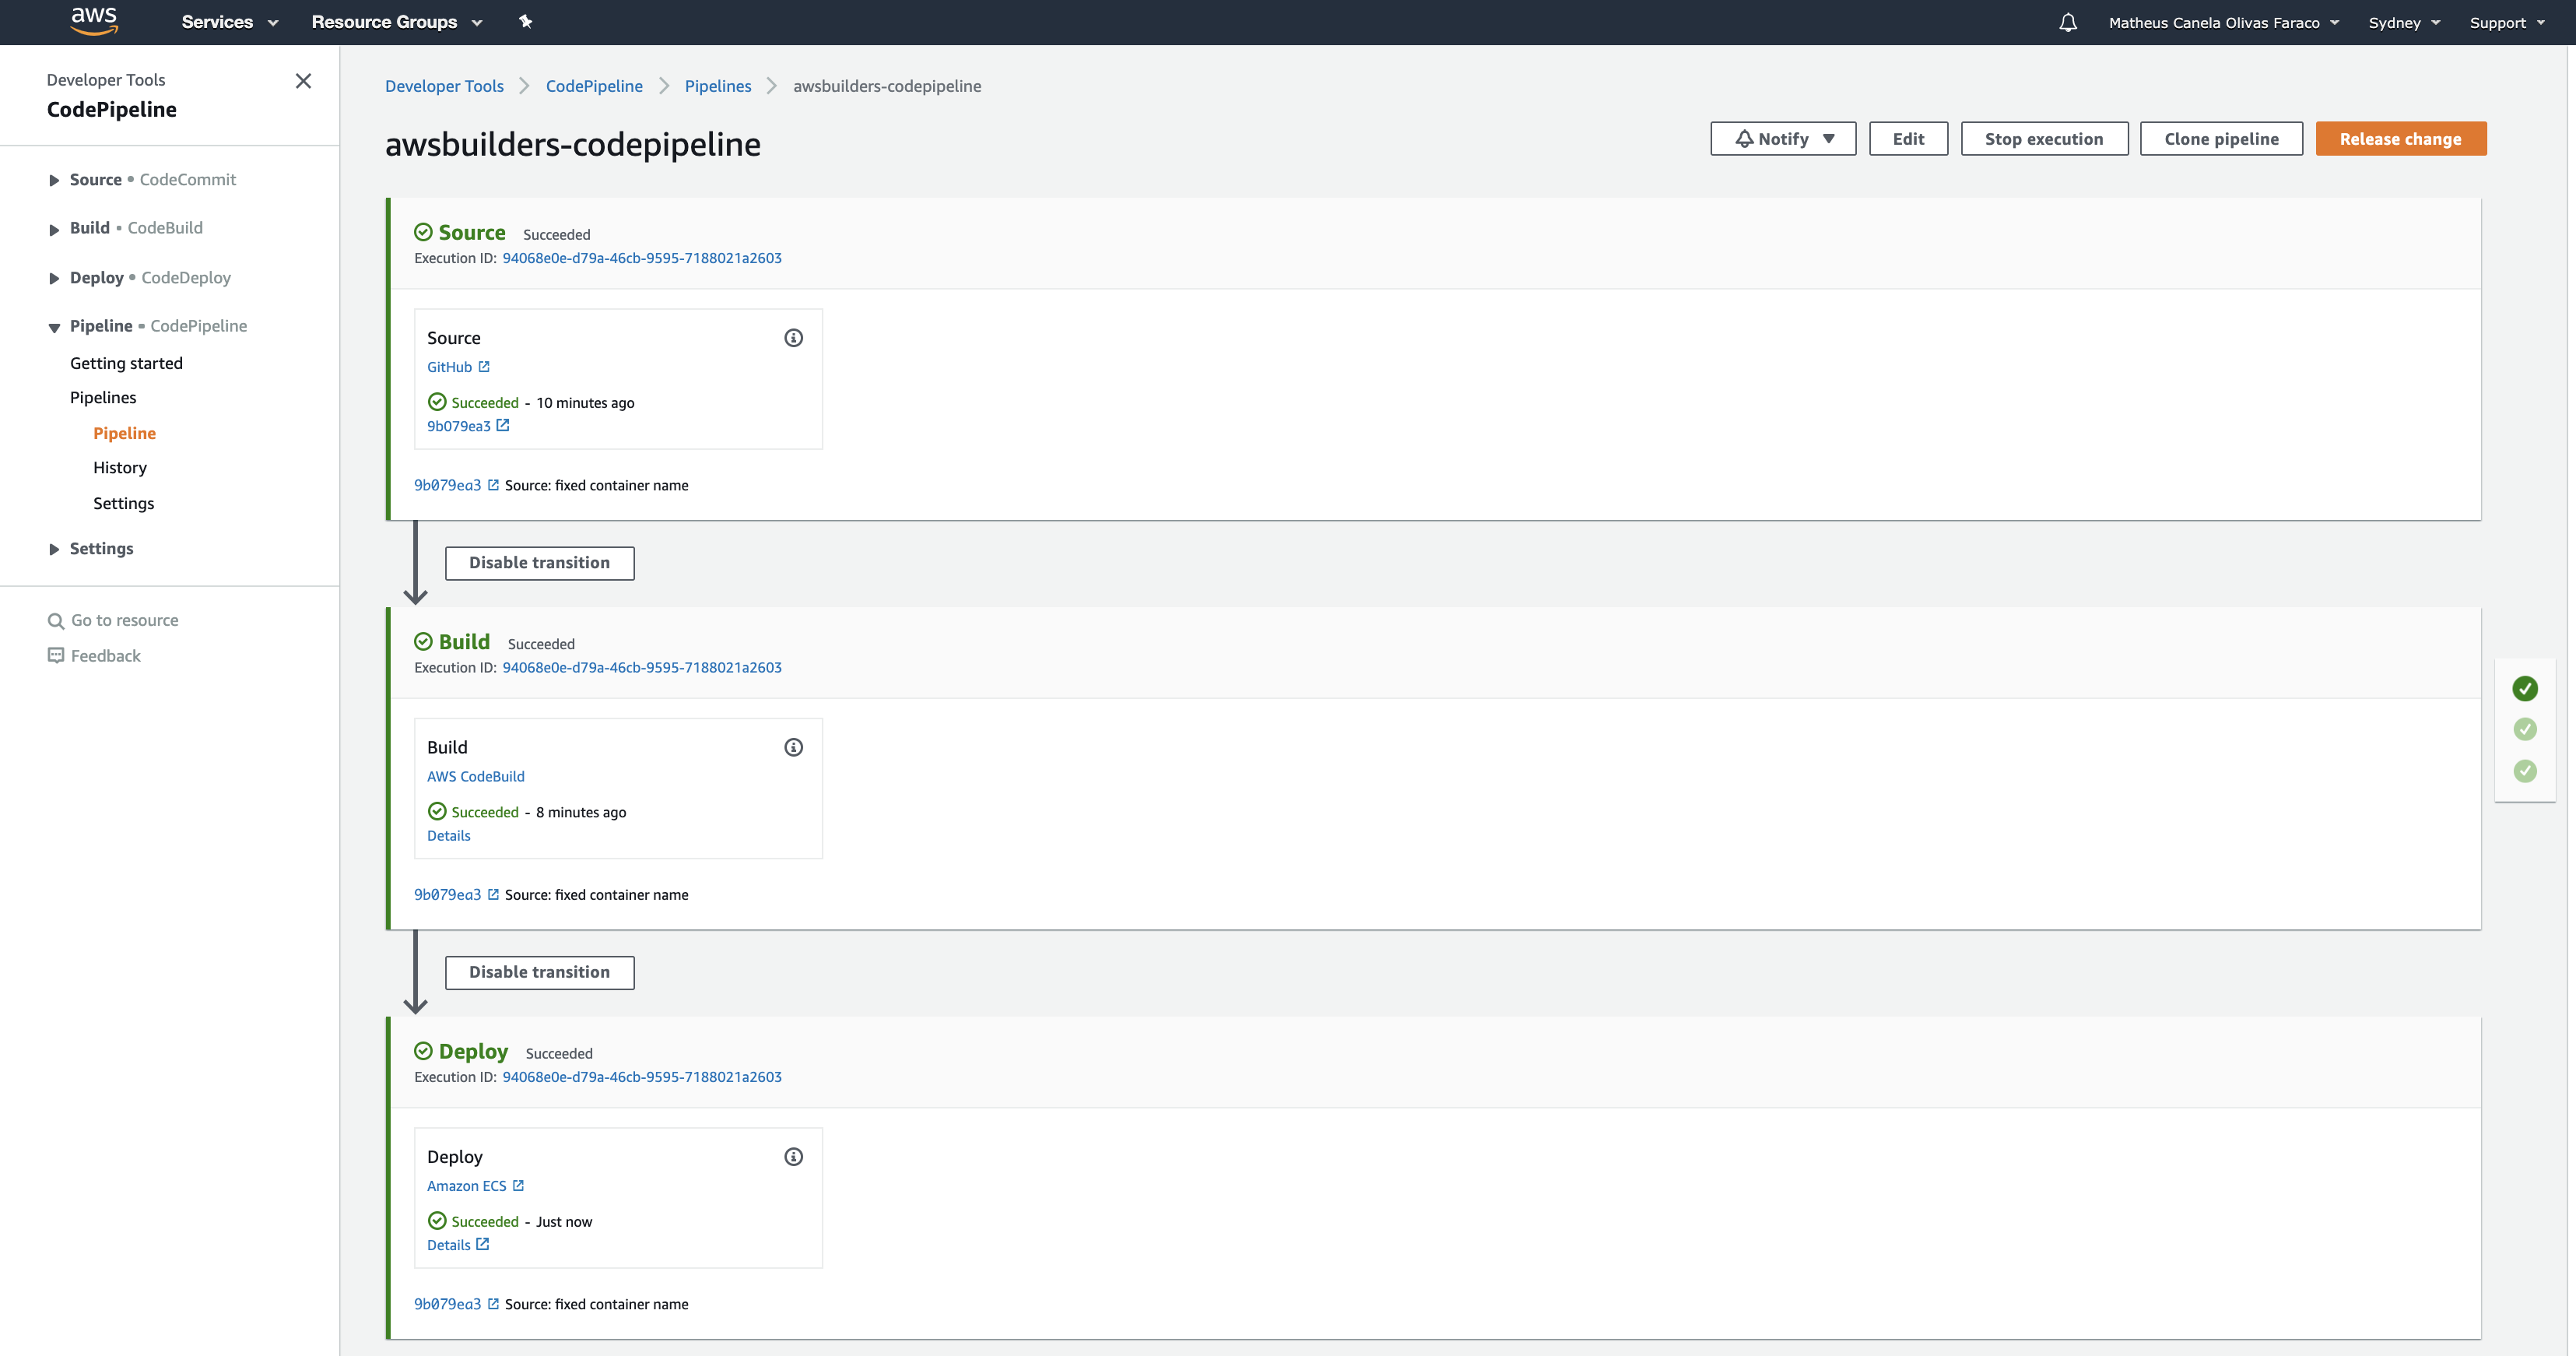 aws
Services
Resource Groups
Matheus Canela Olivas Faraco
Sydney
Support
Developer Tools
CodePipeline
Source • CodeCommit
Build • CodeBuild
Deploy • CodeDeploy
Pipeline • CodePipeline
Getting started
Pipelines
Pipeline
History
Settings
Settings
Go to resource
Feedback
Developer Tools
CodePipeline
Pipelines
awsbuilders-codepipeline
awsbuilders-codepipeline
Notify
Edit
Stop execution
Clone pipeline
Release change
Source Succeeded
Execution ID: 94068e0e-d79a-46cb-9595-7188021a2603
Source
GitHub
Succeeded - 10 minutes ago
9b079ea3
9b079ea3 Source: fixed container name
Disable transition
Build Succeeded
Execution ID: 94068e0e-d79a-46cb-9595-7188021a2603
Build
AWS CodeBuild
Succeeded - 8 minutes ago
Details
9b079ea3 Source: fixed container name
Disable transition
Deploy Succeeded
Execution ID: 94068e0e-d79a-46cb-9595-7188021a2603
Deploy
Amazon ECS
Succeeded - Just now
Details
9b079ea3 Source: fixed container name